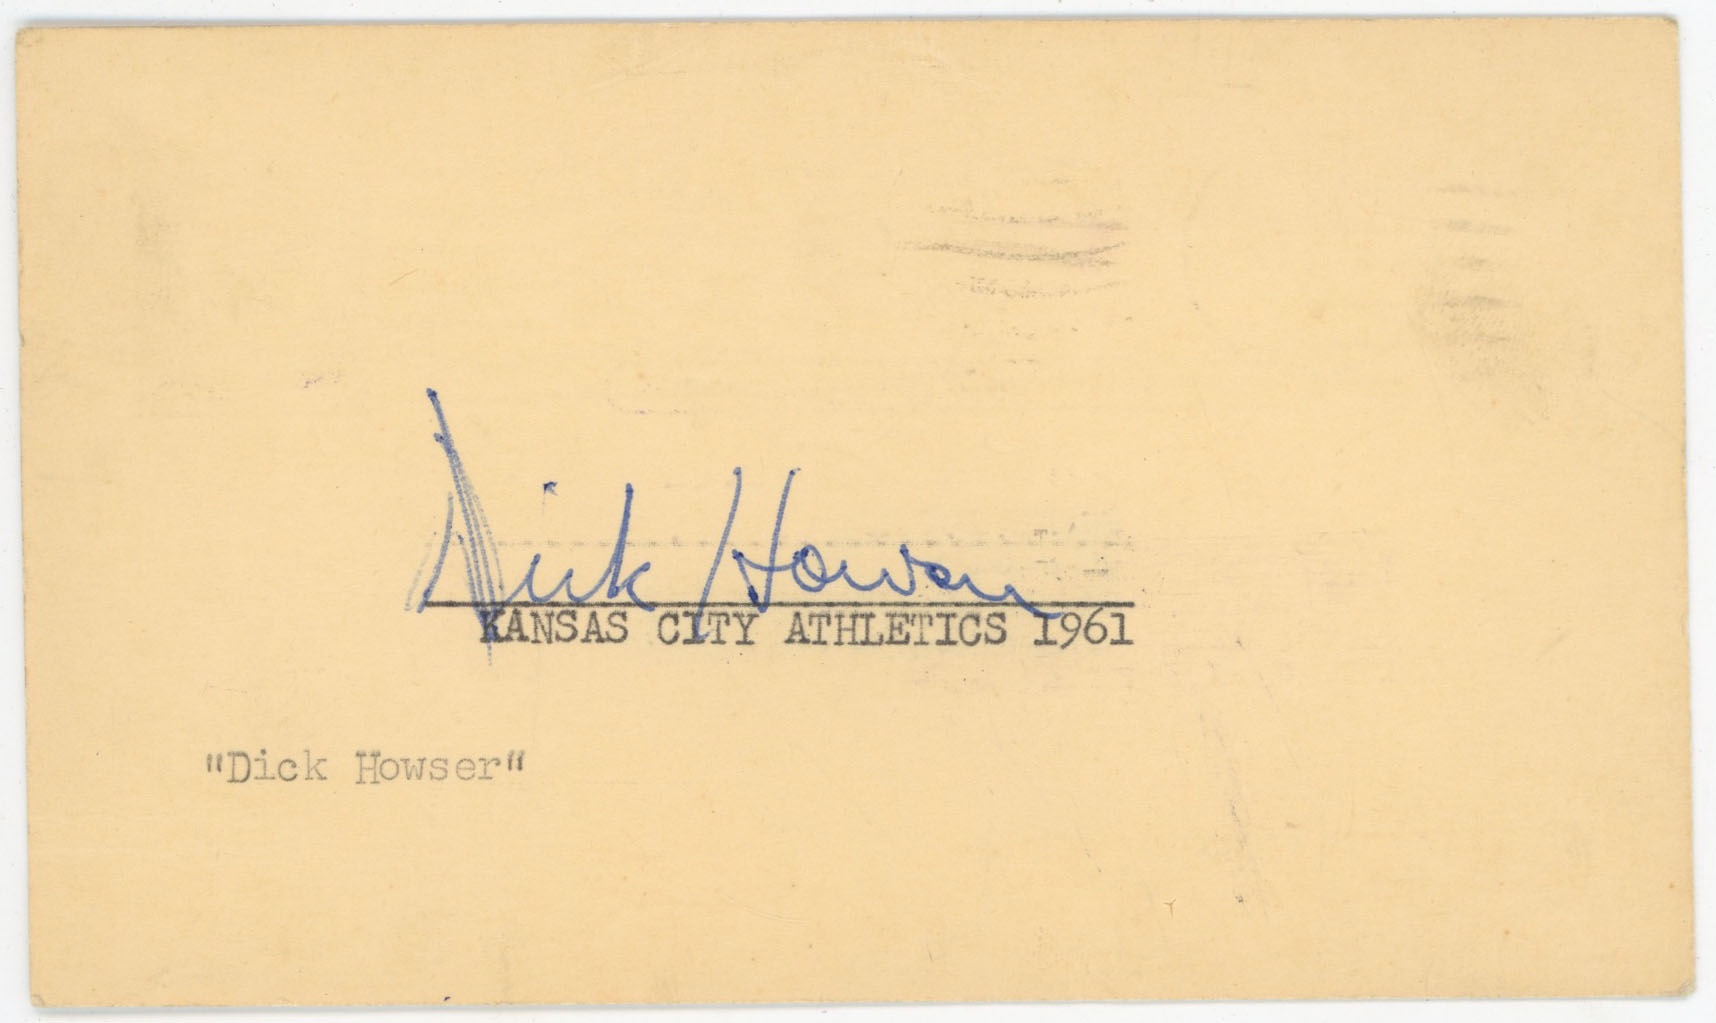 Dick Howser
KANSAS CITY ATHLETICS 1961
"Dick Howser"